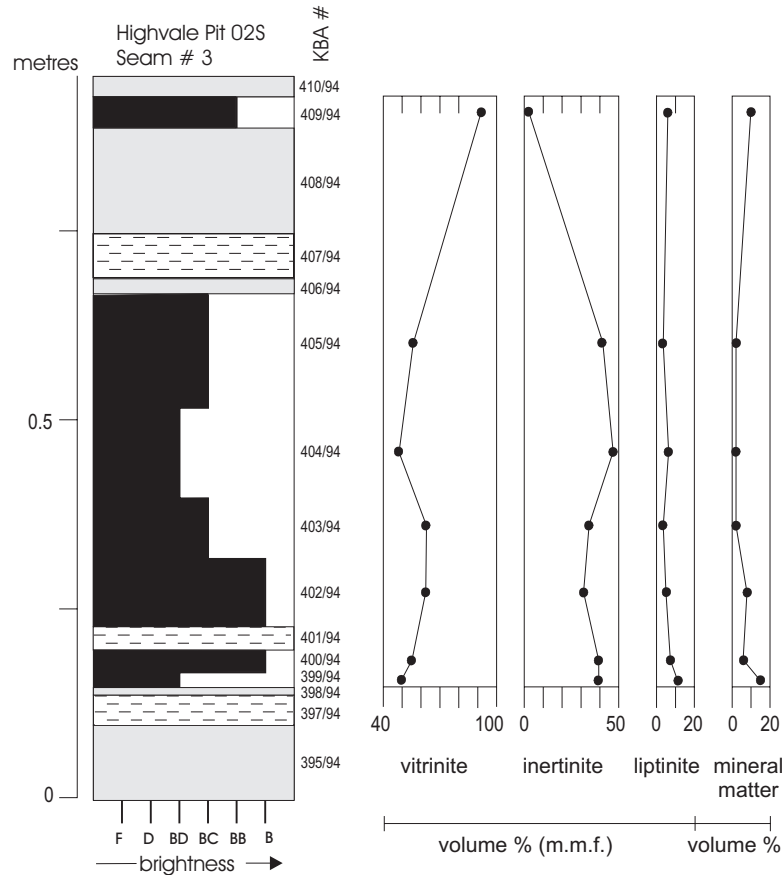 Highvale Pit 02S
Seam # 3
KBA #
metres
410/94
409/94
408/94
407/94
406/94
405/94
0.5
404/94
403/94
402/94
401/94
400/94
399/94
398/94
397/94
395/94
0
F D BD BC BB B
brightness
40 100 0 50 0 20 0 20
vitrinite inertinite liptinite mineral
matter
volume % (m.m.f.) volume %